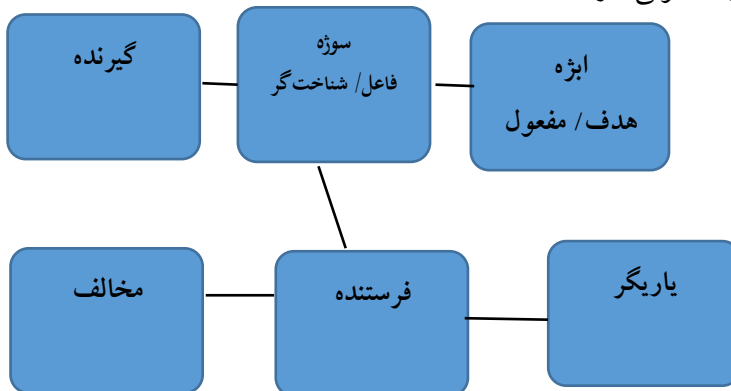 گیرنده
سوژه
فاعل/ شناخت‌گر
ابژه
هدف/ مفعول
مخالف
فرستنده
یاریگر